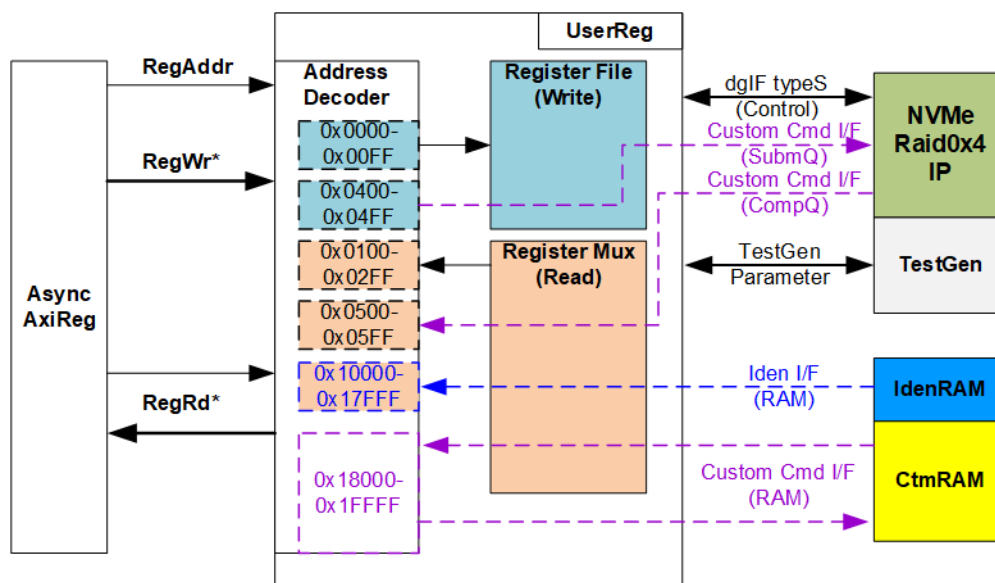 UserReg
RegAddr
RegWr*
Async
AxiReg
RegRd*
Address
Decoder
0x0000-
0x00FF
0x0400-
0x04FF
0x0100-
0x02FF
0x0500-
0x05FF
0x10000-
0x17FFF
0x18000-
0x1FFFF
Register File
(Write)
Register Mux
(Read)
dgIF typeS
(Control)
Custom Cmd I/F
(SubmQ)
Custom Cmd I/F
(CompQ)
TestGen
Parameter
Iden I/F
(RAM)
Custom Cmd I/F
(RAM)
NVMe
Raid0x4
IP
TestGen
IdenRAM
CtmRAM